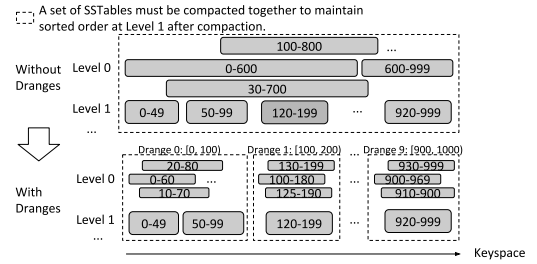 A set of SSTables must be compacted together to maintain
sorted order at Level 1 after compaction.
100-800 ...
Without
Dranges
Level 0
0-600 600-999
30-700
Level 1
0-49 50-99 120-199 ... 920-999
...
Drange 0: [0, 100) Drange 1: [100, 200) Drange 9: [900, 1000)
20-80 130-199 930-999
With
Dranges
Level 0
0-60 ... 100-180 ... 900-969
10-70 125-190 910-900
Level 1
0-49 50-99 120-199 ... 920-999
...
Keyspace